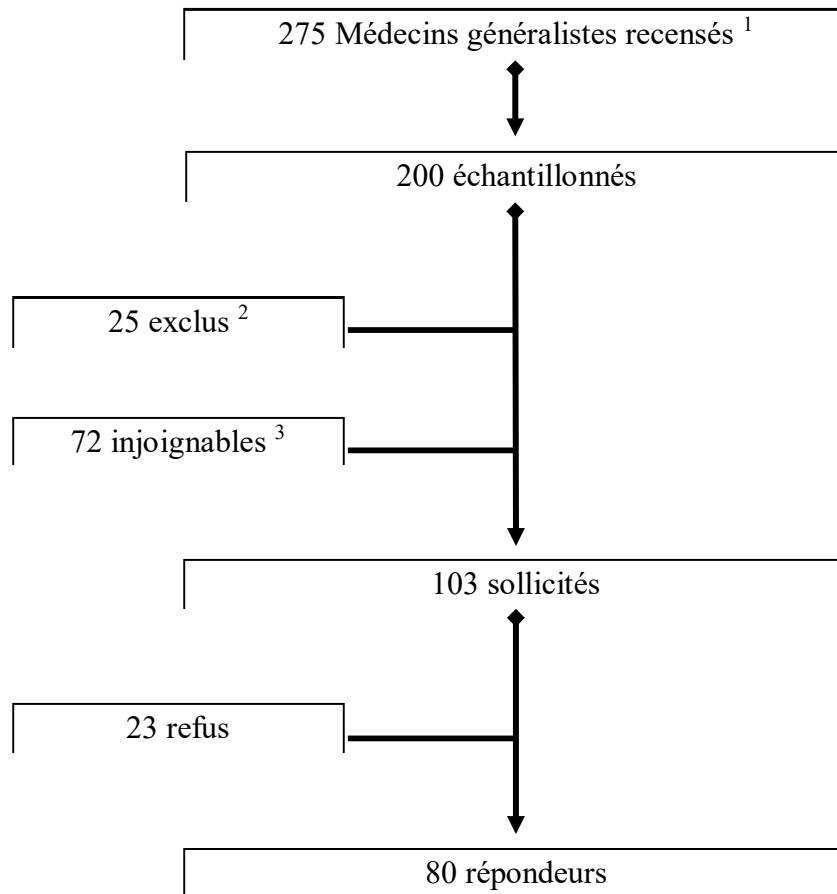 275 Médecins généralistes recensés ¹
200 échantillonnés
25 exclus ²
72 injoignables ³
103 sollicités
23 refus
80 répondeurs